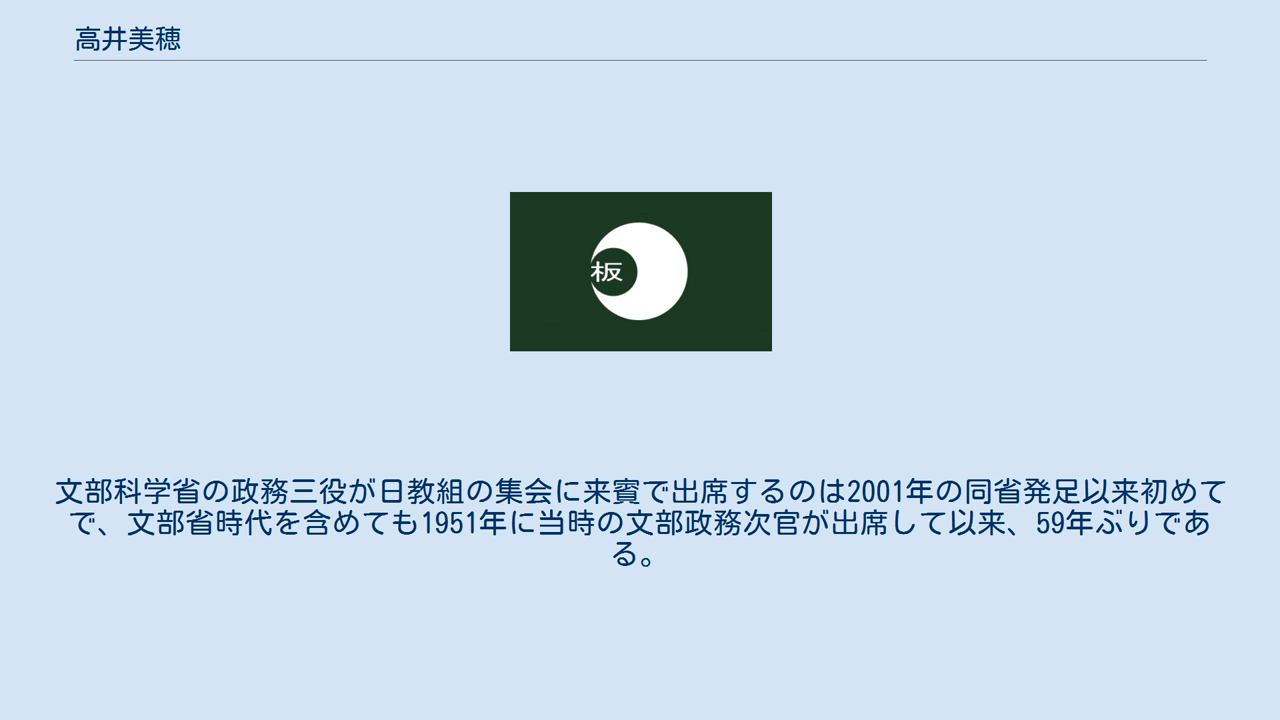 高井美穂
板
文部科学省の政務三役が日教組の集会に来賓で出席するのは2001年の同省発足以来初めて
で、文部省時代を含めても1951年に当時の文部政務次官が出席して以来、59年ぶりであ
る。